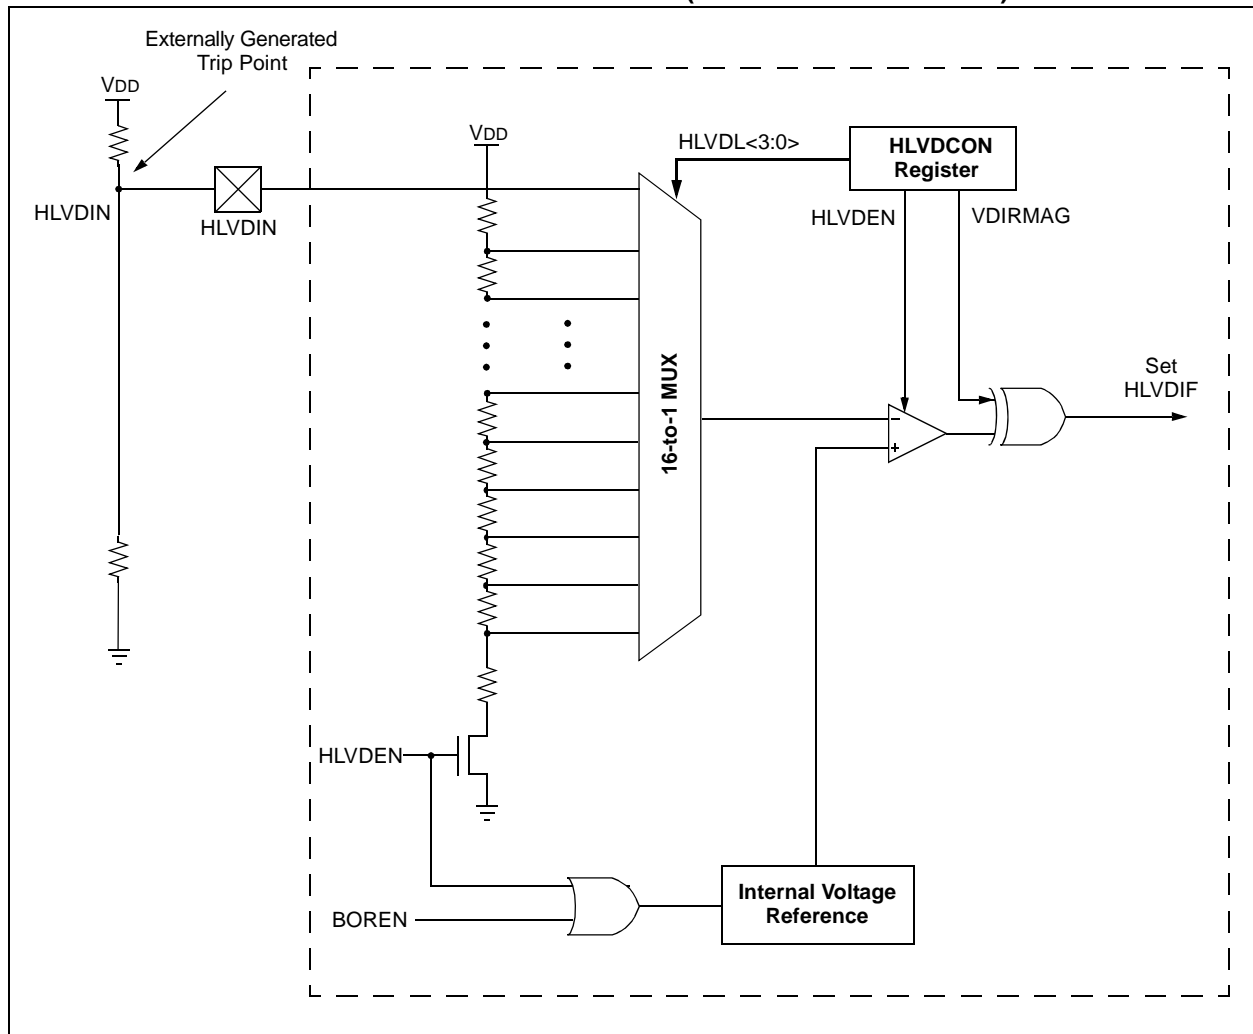 Externally Generated
Trip Point
VDD
VDD
HLVDL<3:0>
HLVDCON
Register
HLVDIN
HLVDIN
HLVDEN
VDIRMAG
16-to-1 MUX
Set
HLVDIF
–
+
HLVDEN
BOREN
Internal Voltage
Reference